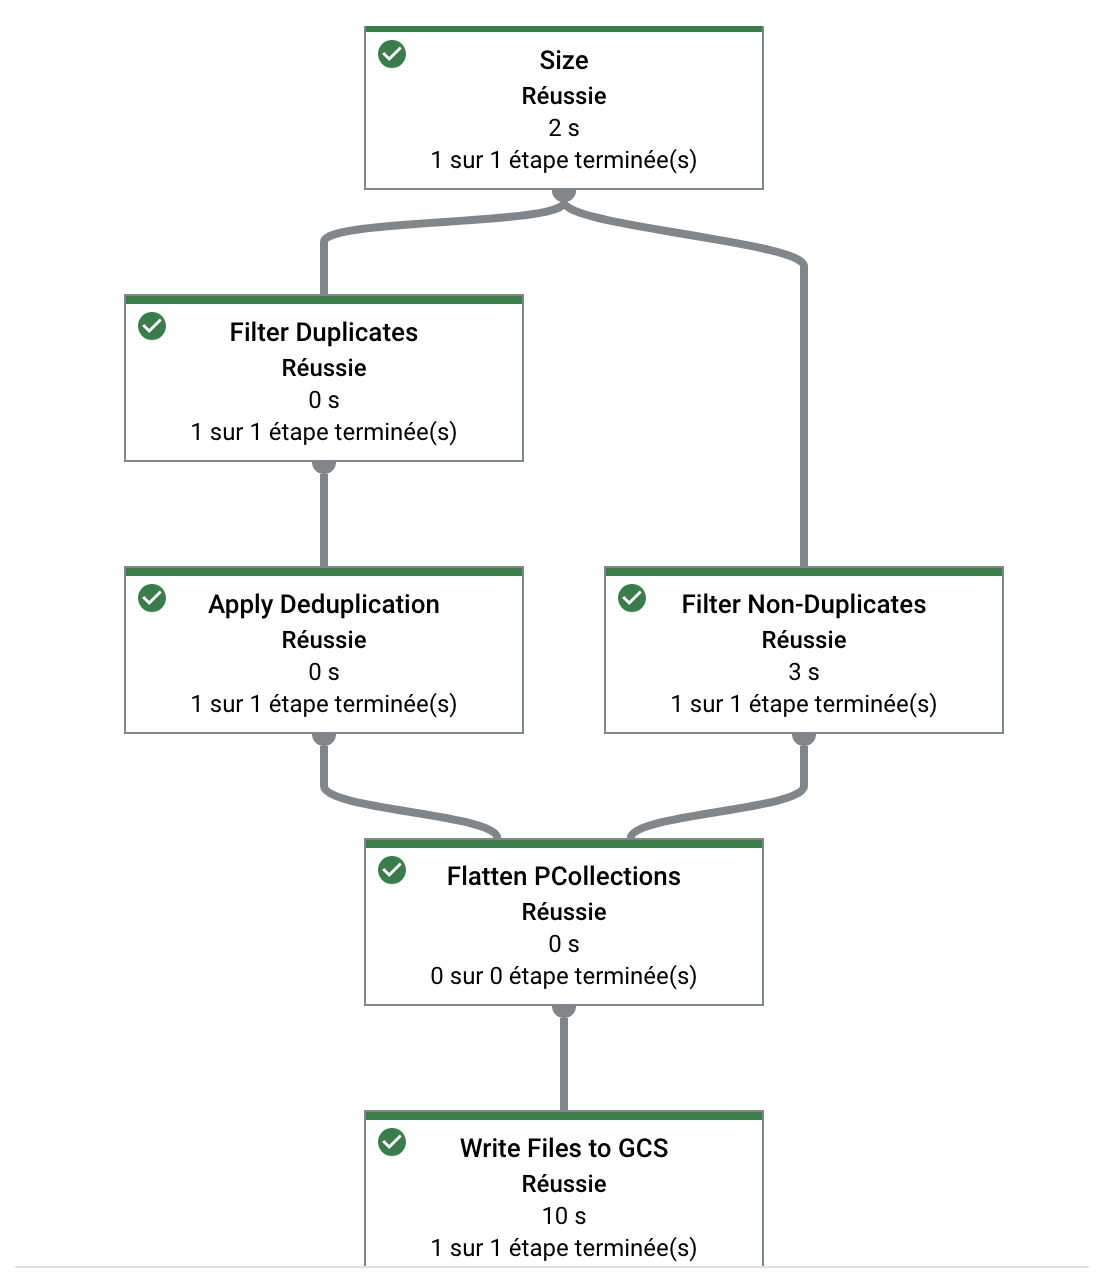 Size
Réussie
2 s
1 sur 1 étape terminée(s)
Filter Duplicates
Réussie
0 s
1 sur 1 étape terminée(s)
Apply Deduplication
Réussie
0 s
1 sur 1 étape terminée(s)
Filter Non-Duplicates
Réussie
3 s
1 sur 1 étape terminée(s)
Flatten PCollections
Réussie
0 s
0 sur 0 étape terminée(s)
Write Files to GCS
Réussie
10 s
1 sur 1 étape terminée(s)